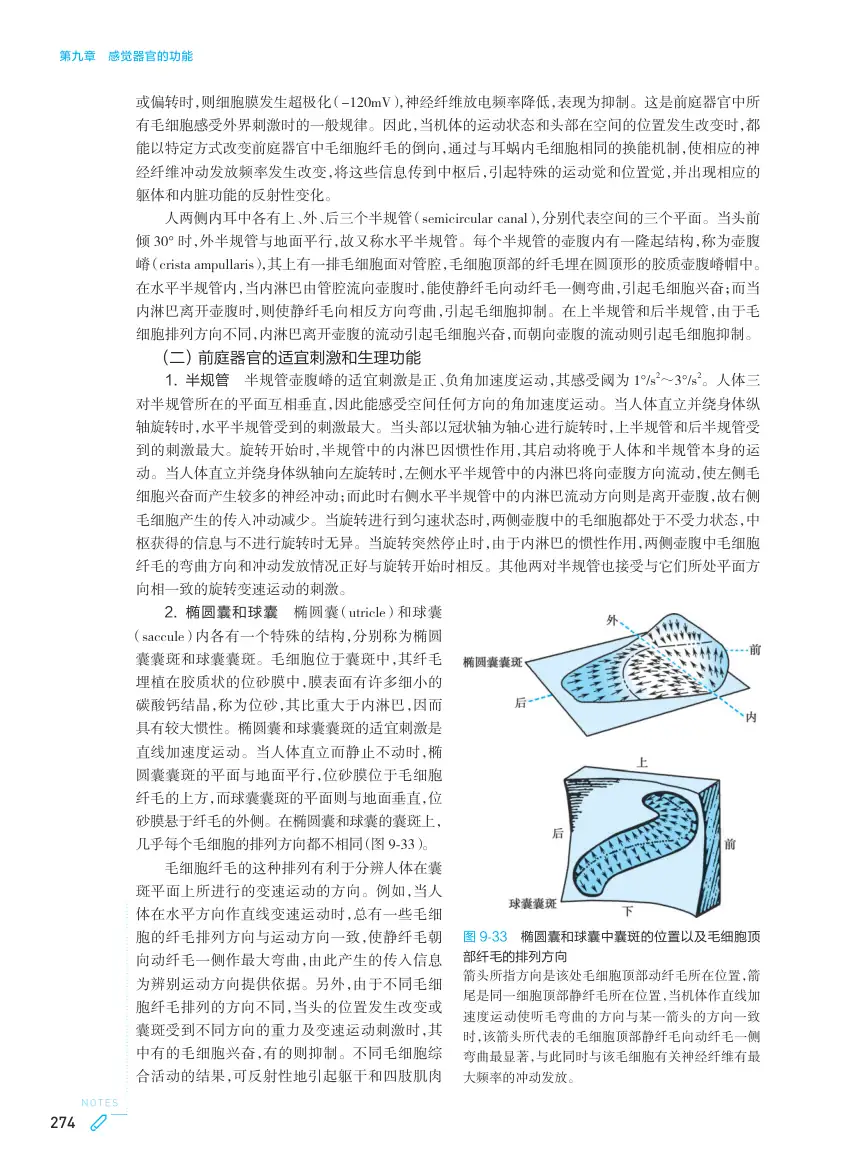 第九章 感觉器官的功能
或偏转时,则细胞膜发生超极化(-120mV),神经纤维放电频率降低,表现为抑制。这是前庭器官中所
有毛细胞感受外界刺激时的一般规律。因此,当机体的运动状态和头部在空间的位置发生改变时,都
能以特定方式改变前庭器官中毛细胞纤毛的倒向,通过与耳蜗内毛细胞相同的换能机制,使相应的神
经纤维冲动发放频率发生改变,将这些信息传到中枢后,引起特殊的运动觉和位置觉,并出现相应的
躯体和内脏功能的反射性变化。
人两侧内耳中各有上、外、后三个半规管(semicircular canal),分别代表空间的三个平面。当头前
倾 30° 时,外半规管与地面平行,故又称水平半规管。每个半规管的壶腹内有一隆起结构,称为壶腹
嵴(crista ampullaris),其上有一排毛细胞面对管腔,毛细胞顶部的纤毛埋在圆顶形的胶质壶腹嵴帽中。
在水平半规管内,当内淋巴由管腔流向壶腹时,能使静纤毛向动纤毛一侧弯曲,引起毛细胞兴奋;而当
内淋巴离开壶腹时,则使静纤毛向相反方向弯曲,引起毛细胞抑制。在上半规管和后半规管,由于毛
细胞排列方向不同,内淋巴离开壶腹的流动引起毛细胞兴奋,而朝向壶腹的流动则引起毛细胞抑制。
(二)前庭器官的适宜刺激和生理功能
1. 半规管 半规管壶腹嵴的适宜刺激是正、负角加速度运动,其感受阈为 1°/s²~3°/s²。人体三
对半规管所在的平面互相垂直,因此能感受空间任何方向的角加速度运动。当人体直立并绕身体纵
轴旋转时,水平半规管受到的刺激最大。当头部以冠状轴为轴心进行旋转时,上半规管和后半规管受
到的刺激最大。旋转开始时,半规管中的内淋巴因惯性作用,其启动将晚于人体和半规管本身的运
动。当人体直立并绕身体纵轴向左旋转时,左侧水平半规管中的内淋巴将向壶腹方向流动,使左侧毛
细胞兴奋而产生较多的神经冲动;而此时右侧水平半规管中的内淋巴流动方向则是离开壶腹,故右侧
毛细胞产生的传入冲动减少。当旋转进行到匀速状态时,两侧壶腹中的毛细胞都处于不受力状态,中
枢获得的信息与不进行旋转时无异。当旋转突然停止时,由于内淋巴的惯性作用,两侧壶腹中毛细胞
纤毛的弯曲方向和冲动发放情况正好与旋转开始时相反。其他两对半规管也接受与它们所处平面方
向相一致的旋转变速运动的刺激。
2. 椭圆囊和球囊 椭圆囊(utricle)和球囊
(saccule)内各有一个特殊的结构,分别称为椭圆
囊囊斑和球囊囊斑。毛细胞位于囊斑中,其纤毛
埋植在胶质状的位砂膜中,膜表面有许多细小的
碳酸钙结晶,称为位砂,其比重大于内淋巴,因而
具有较大惯性。椭圆囊和球囊囊斑的适宜刺激是
直线加速度运动。当人体直立而静止不动时,椭
圆囊囊斑的平面与地面平行,位砂膜位于毛细胞
纤毛的上方,而球囊囊斑的平面则与地面垂直,位
砂膜悬于纤毛的外侧。在椭圆囊和球囊的囊斑上,
几乎每个毛细胞的排列方向都不相同(图 9-33)。
毛细胞纤毛的这种排列有利于分辨人体在囊
斑平面上所进行的变速运动的方向。例如,当人
体在水平方向作直线变速运动时,总有一些毛细
胞的纤毛排列方向与运动方向一致,使静纤毛朝
向动纤毛一侧作最大弯曲,由此产生的传入信息
为辨别运动方向提供依据。另外,由于不同毛细
胞纤毛排列的方向不同,当头的位置发生改变或
囊斑受到不同方向的重力及变速运动刺激时,其
中有的毛细胞兴奋,有的则抑制。不同毛细胞综
合活动的结果,可反射性地引起躯干和四肢肌肉
外
前
椭圆囊囊斑
后
内
上
后
前
球囊囊斑
下
图 9-33 椭圆囊和球囊中囊斑的位置以及毛细胞顶
部纤毛的排列方向
箭头所指方向是该处毛细胞顶部动纤毛所在位置,箭
尾是同一细胞顶部静纤毛所在位置,当机体作直线加
速度运动使听毛弯曲的方向与某一箭头的方向一致
时,该箭头所代表的毛细胞顶部静纤毛向动纤毛一侧
弯曲最显著,与此同时与该毛细胞有关神经纤维有最
大频率的冲动发放。
NOTES
274